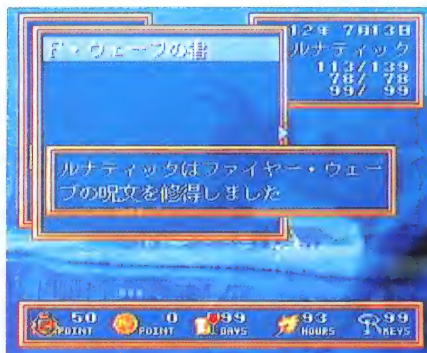 F・ウェーブの書
12年 7月13日
ルナティック
113/139
78/ 78
99/ 99
ルナティックはファイヤー・ウェー
ブの呪文を修得しました
50 POINT
0 POINT
99 DAYS
93 HOURS
99 KEYS